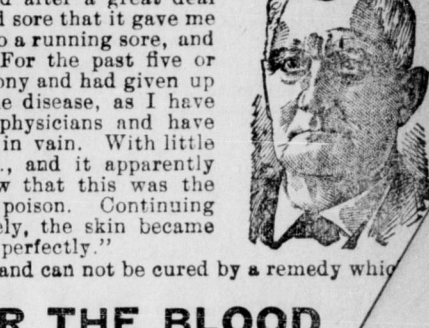 after a great deal
sore that it gave me
o a running sore, and
For the past five or
ony and had given up
e disease, as I have
physicians and have
in vain. With little
., and it apparently
w that this was the
poison. Continuing
ely, the skin became
perfectly."
and can not be cured by a remedy whic
R THE BLOOD